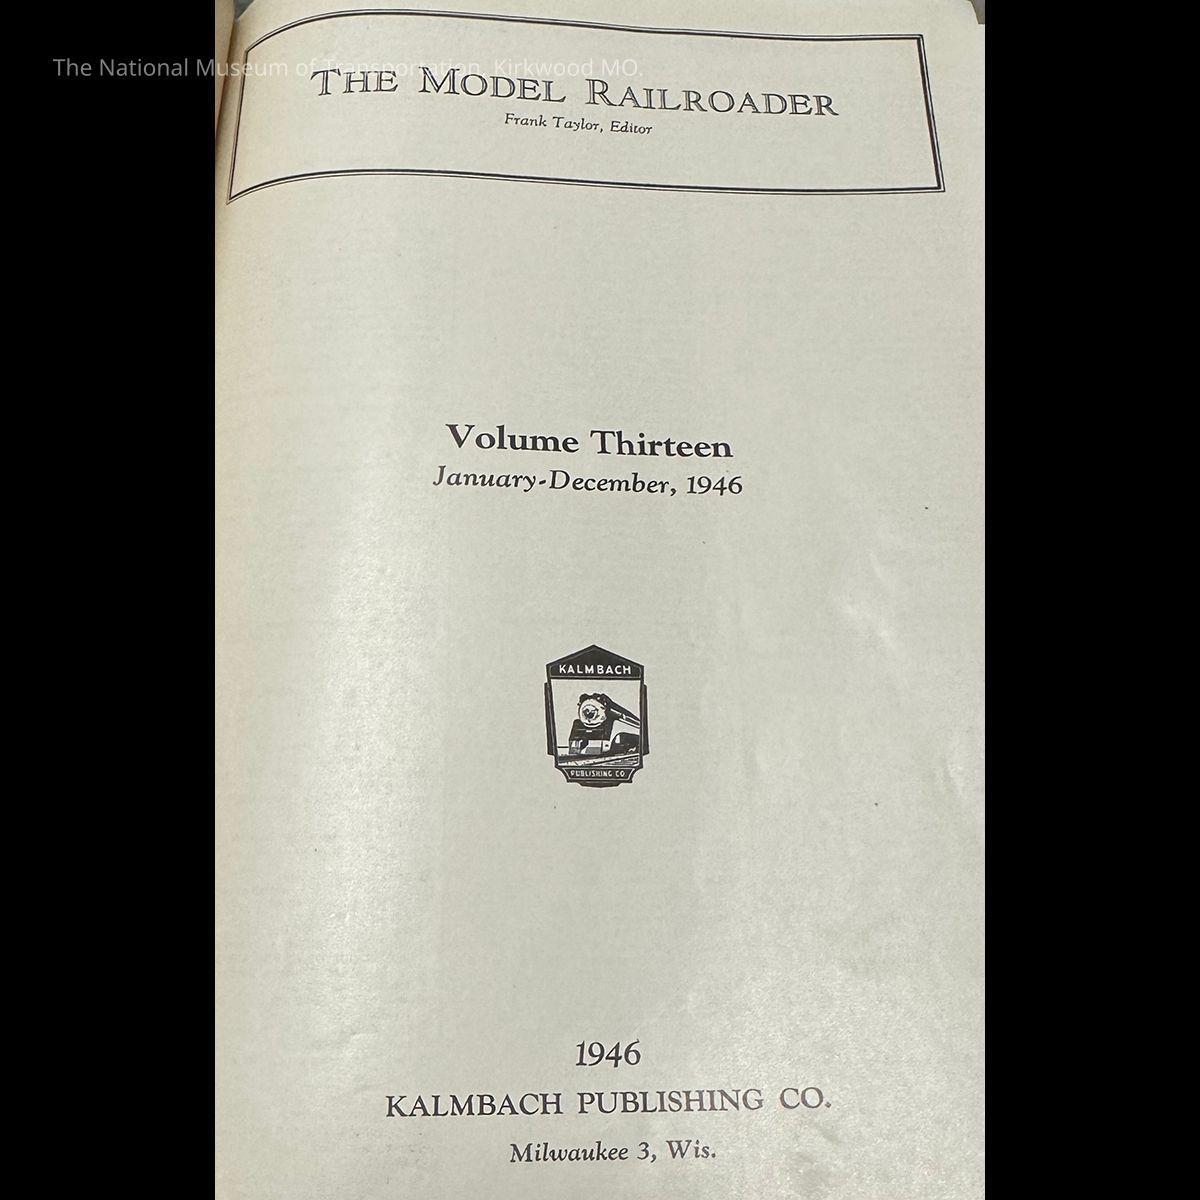 The National Museum of Transportation, Kirkwood MO.
THE MODEL RAILROADER
Frank Taylor, Editor
Volume Thirteen
January-December, 1946
KALMBACH
PUBLISHING CO
1946
KALMBACH PUBLISHING CO.
Milwaukee 3, Wis.